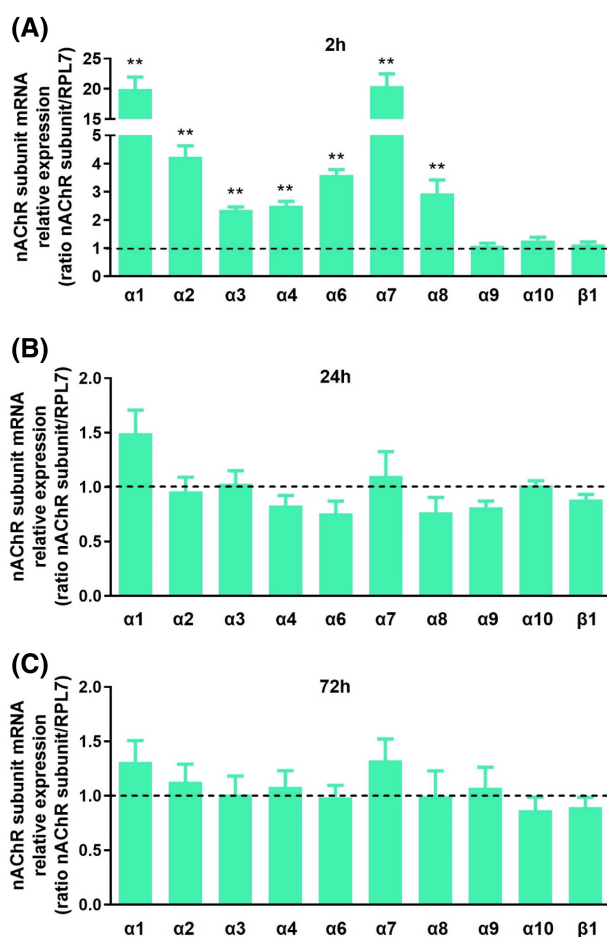 (A)
2h
nAChR subunit mRNA
relative expression
(ratio nAChR subunit/RPL7)
25
20
15
5
4
3
2
1
0
** ** ** ** ** ** **
α1 α2 α3 α4 α6 α7 α8 α9 α10 β1
(B)
24h
nAChR subunit mRNA
relative expression
(ratio nAChR subunit/RPL7)
2.0
1.5
1.0
0.5
0.0
α1 α2 α3 α4 α6 α7 α8 α9 α10 β1
(C)
72h
nAChR subunit mRNA
relative expression
(ratio nAChR subunit/RPL7)
2.0
1.5
1.0
0.5
0.0
α1 α2 α3 α4 α6 α7 α8 α9 α10 β1